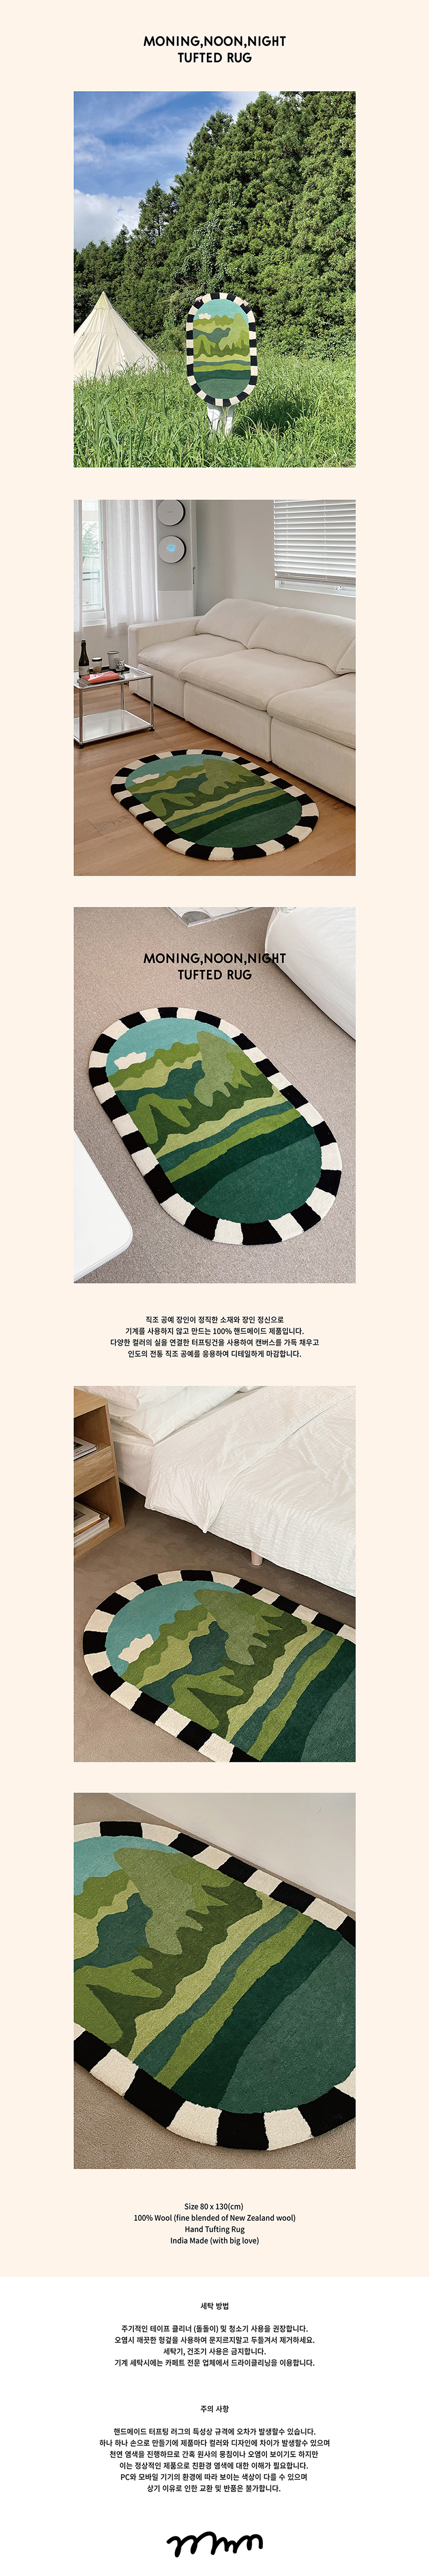 MONING,NOON,NIGHT
TUFTED RUG
MONING,NOON,NIGHT
TUFTED RUG
직조 공예 장인이 정직한 소재와 장인 정신으로
기계를 사용하지 않고 만드는 100% 핸드메이드 제품입니다.
다양한 컬러의 실을 연결한 터프팅건을 사용하여 캔버스를 가득 채우고
인도의 전통 직조 공예를 응용하여 디테일하게 마감합니다.
Size 80 x 130(cm)
100% Wool (fine blended of New Zealand wool)
Hand Tufting Rug
India Made (with big love)
세탁 방법
주기적인 테이프 클리너 (돌돌이) 및 청소기 사용을 권장합니다.
오염시 깨끗한 헝겊을 사용하여 문지르지말고 두들겨서 제거하세요.
세탁기, 건조기 사용은 금지합니다.
기계 세탁시에는 카페트 전문 업체에서 드라이클리닝을 이용합니다.
주의 사항
핸드메이드 터프팅 러그의 특성상 규격에 오차가 발생할수 있습니다.
하나 하나 손으로 만들기에 제품마다 컬러와 디자인에 차이가 발생할수 있으며
천연 염색을 진행하므로 간혹 원사의 뭉침이나 오염이 보이기도 하지만
이는 정상적인 제품으로 친환경 염색에 대한 이해가 필요합니다.
PC와 모바일 기기의 환경에 따라 보이는 색상이 다를 수 있으며
상기 이유로 인한 교환 및 반품은 불가합니다.